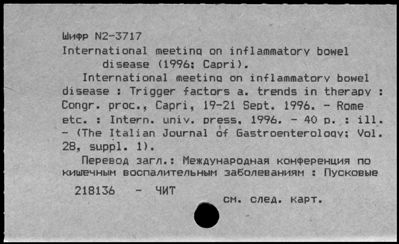 Шифр N2-3717
International meeting on inflammatory bowel
disease (1996; Capri).
International meeting on inflammatory bowel
disease : Trigger factors a. trends in therapy :
Congr. proc., Capri, 19-21 Sept. 1996. - Rome
etc. : Intern. univ. press, 1996. - 40 p. : ill.
- (The Italian Journal of Gastroenterology; Vol.
28, suppl. 1).
Перевод загл.: Международная конференция по
кишечным воспалительным заболеваниям : Пусковые
218136 - ЧИТ
см. след. карт.